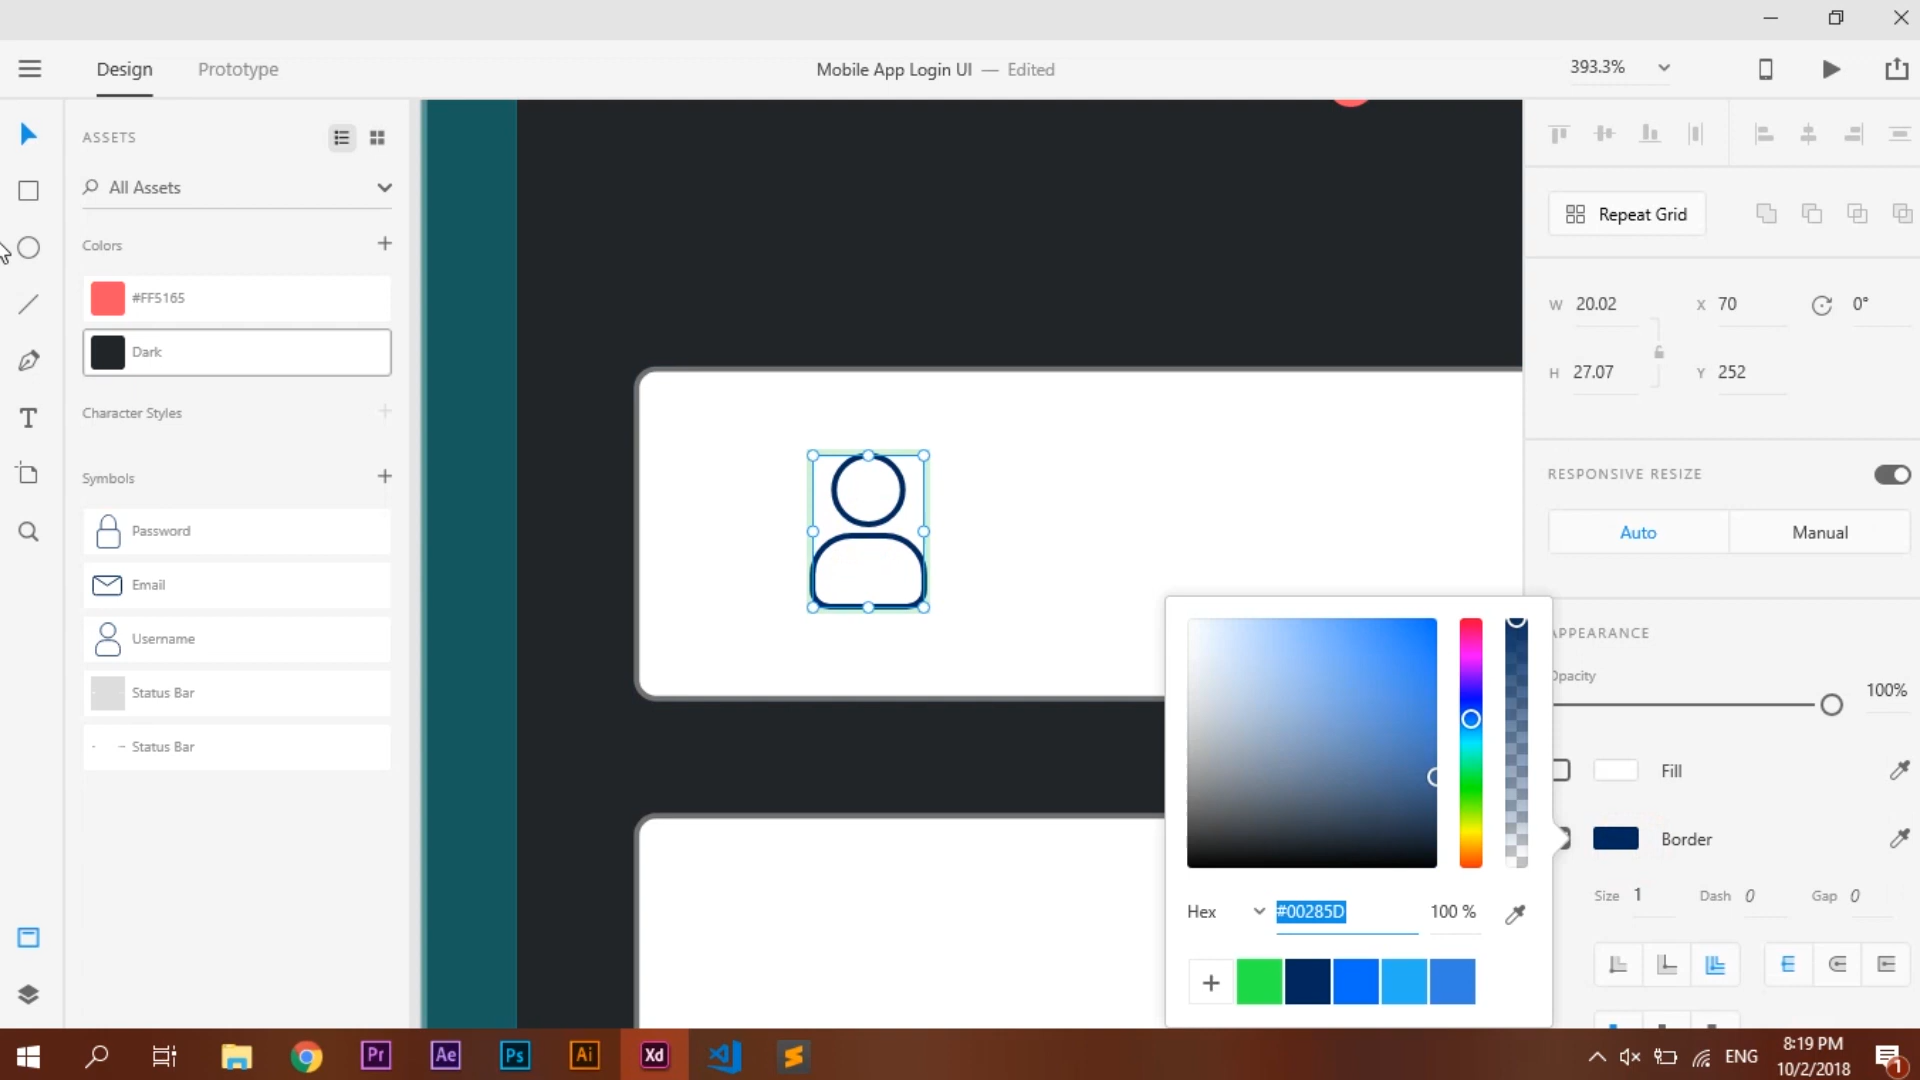 Design
Prototype
Mobile App Login UI — Edited
393.3%
ASSETS
All Assets
Colors
#FF5165
Dark
Character Styles
Symbols
Password
Email
Username
Status Bar
Status Bar
Repeat Grid
W 20.02
X 70
0°
H 27.07
Y 252
RESPONSIVE RESIZE
Auto
Manual
APPEARANCE
Opacity
100%
Fill
Border
Size 1
Dash 0
Gap 0
Hex
#00285D
100 %
Pr
Ae
Ps
Ai
Xd
ENG
8:19 PM
10/2/2018
1